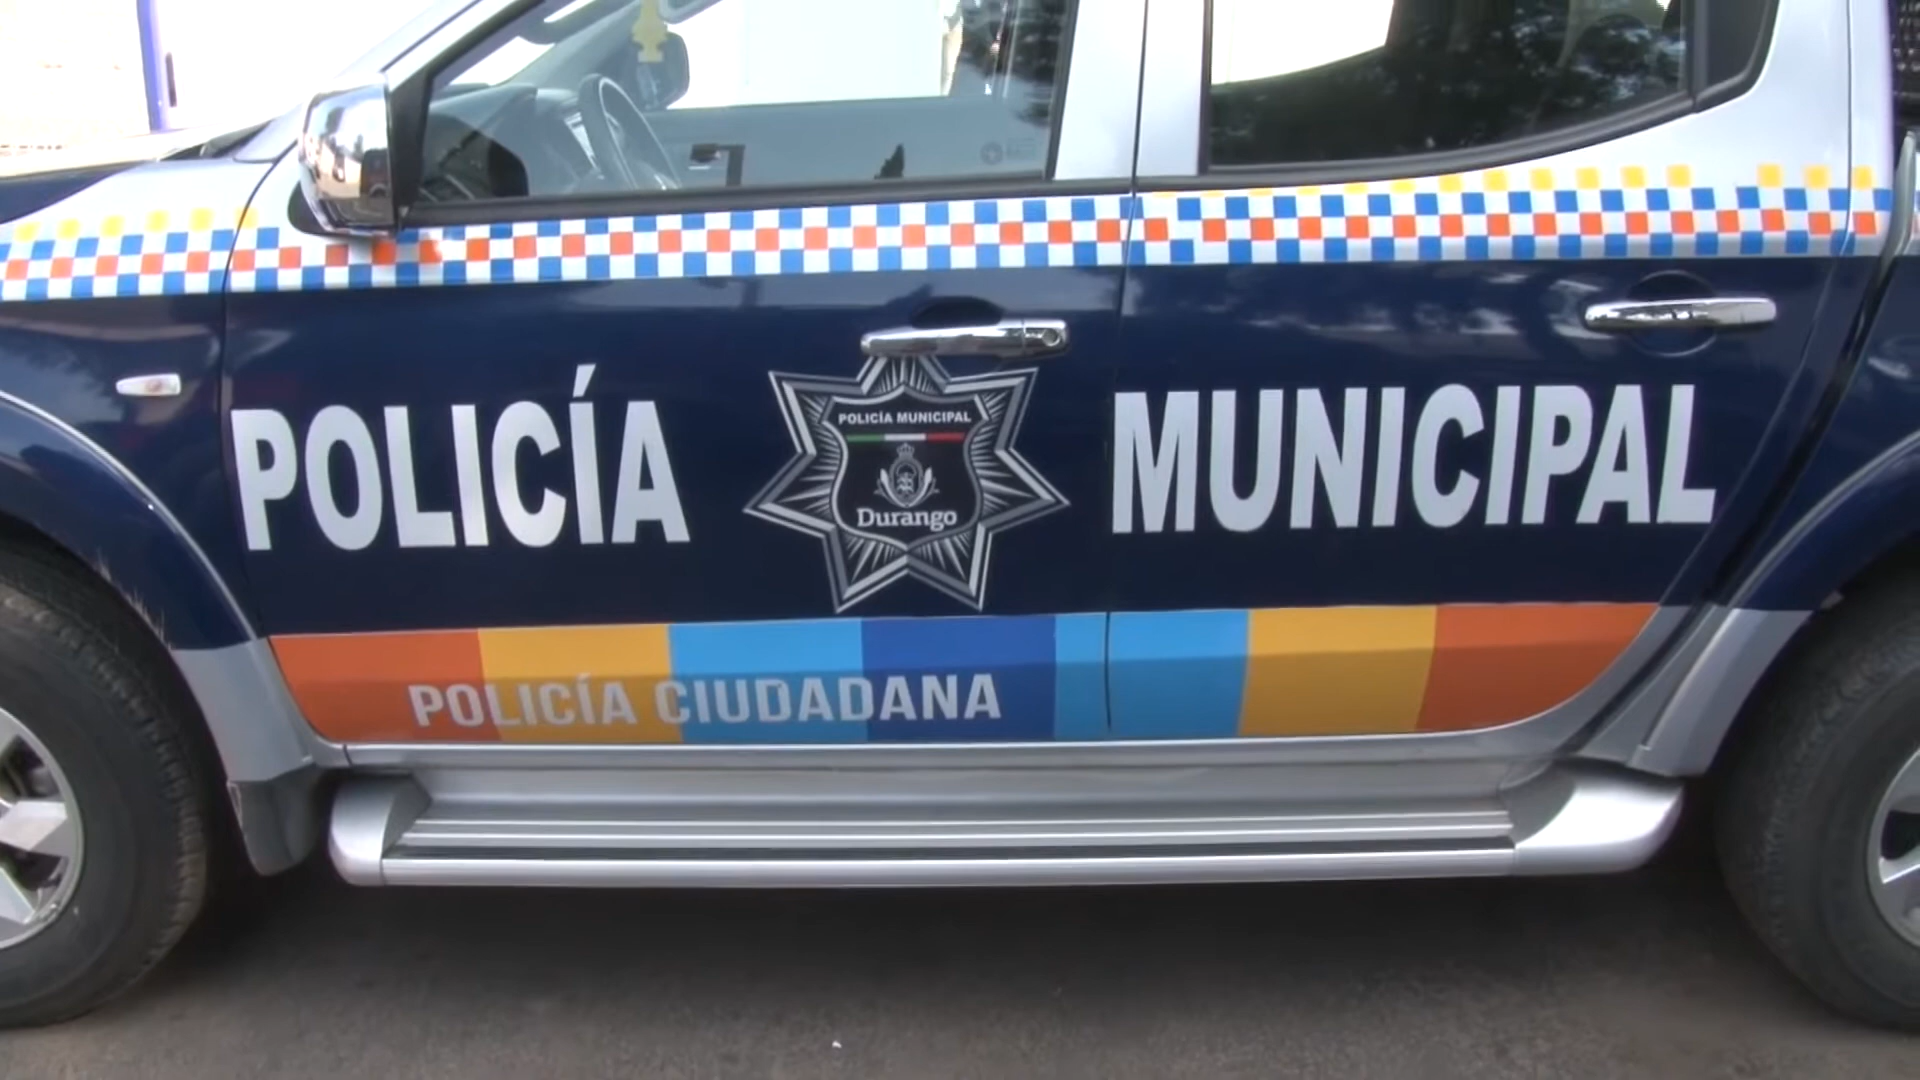 POLICÍA
POLICÍA MUNICIPAL
Durango
MUNICIPAL
POLICÍA CIUDADANA